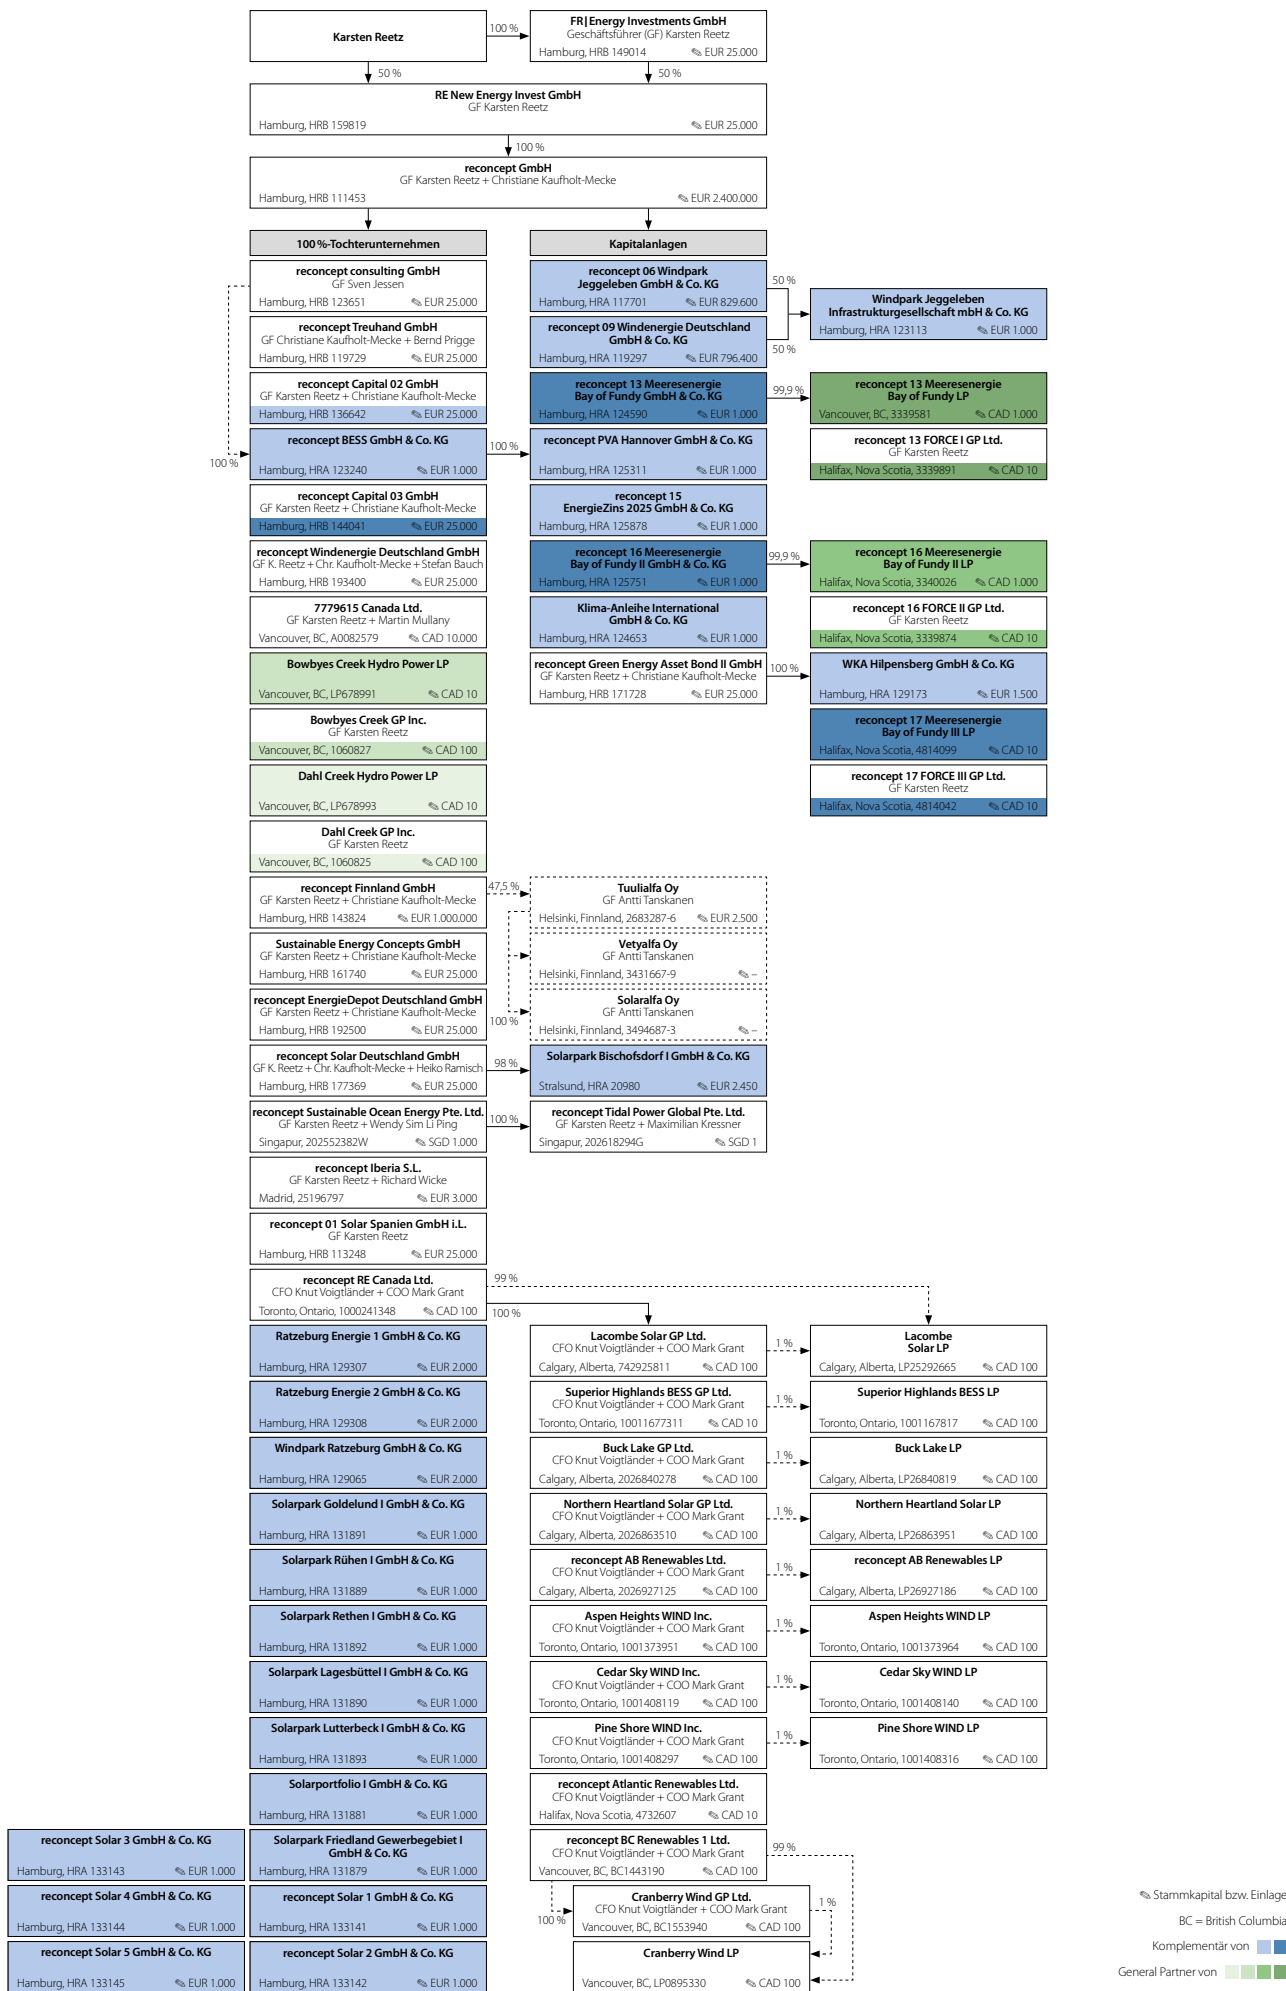 Karsten Reetz
100 %
FR|Energy Investments GmbH
Geschäftsführer (GF) Karsten Reetz
Hamburg, HRB 149014 ✎ EUR 25.000
50 %
50 %
RE New Energy Invest GmbH
GF Karsten Reetz
Hamburg, HRB 159819 ✎ EUR 25.000
100 %
reconcept GmbH
GF Karsten Reetz + Christiane Kaufholt-Mecke
Hamburg, HRB 111453 ✎ EUR 2.400.000
100 %-Tochterunternehmen
reconcept consulting GmbH
GF Sven Jessen
Hamburg, HRB 123651 ✎ EUR 25.000
reconcept Treuhand GmbH
GF Christiane Kaufholt-Mecke + Bernd Prigge
Hamburg, HRB 119729 ✎ EUR 25.000
reconcept Capital 02 GmbH
GF Karsten Reetz + Christiane Kaufholt-Mecke
Hamburg, HRB 136642 ✎ EUR 25.000
100 %
reconcept BESS GmbH & Co. KG
Hamburg, HRA 123240 ✎ EUR 1.000
100 %
reconcept Capital 03 GmbH
GF Karsten Reetz + Christiane Kaufholt-Mecke
Hamburg, HRB 144041 ✎ EUR 25.000
reconcept Windenergie Deutschland GmbH
GF K. Reetz + Chr. Kaufholt-Mecke + Stefan Bauch
Hamburg, HRB 193400 ✎ EUR 25.000
7779615 Canada Ltd.
GF Karsten Reetz + Martin Mullany
Vancouver, BC, A0082579 ✎ CAD 10.000
Bowbyes Creek Hydro Power LP
Vancouver, BC, LP678991 ✎ CAD 10
Bowbyes Creek GP Inc.
GF Karsten Reetz
Vancouver, BC, 1060827 ✎ CAD 100
Dahl Creek Hydro Power LP
Vancouver, BC, LP678993 ✎ CAD 10
Dahl Creek GP Inc.
GF Karsten Reetz
Vancouver, BC, 1060825 ✎ CAD 100
reconcept Finnland GmbH
GF Karsten Reetz + Christiane Kaufholt-Mecke
Hamburg, HRB 143824 ✎ EUR 1.000.000
47,5 %
Sustainable Energy Concepts GmbH
GF Karsten Reetz + Christiane Kaufholt-Mecke
Hamburg, HRB 161740 ✎ EUR 25.000
reconcept EnergieDepot Deutschland GmbH
GF Karsten Reetz + Christiane Kaufholt-Mecke
Hamburg, HRB 192500 ✎ EUR 25.000
100 %
reconcept Solar Deutschland GmbH
GF K. Reetz + Chr. Kaufholt-Mecke + Heiko Ramisch
Hamburg, HRB 177369 ✎ EUR 25.000
98 %
reconcept Sustainable Ocean Energy Pte. Ltd.
GF Karsten Reetz + Wendy Sim Li Ping
Singapur, 202552382W ✎ SGD 1.000
100 %
reconcept Iberia S.L.
GF Karsten Reetz + Richard Wicke
Madrid, 25196797 ✎ EUR 3.000
reconcept 01 Solar Spanien GmbH i.L.
GF Karsten Reetz
Hamburg, HRB 113248 ✎ EUR 25.000
reconcept RE Canada Ltd.
CFO Knut Voigtländer + COO Mark Grant
Toronto, Ontario, 1000241348 ✎ CAD 100
99 %
100 %
Ratzeburg Energie 1 GmbH & Co. KG
Hamburg, HRA 129307 ✎ EUR 2.000
Ratzeburg Energie 2 GmbH & Co. KG
Hamburg, HRA 129308 ✎ EUR 2.000
Windpark Ratzeburg GmbH & Co. KG
Hamburg, HRA 129065 ✎ EUR 2.000
Solarpark Goldelund I GmbH & Co. KG
Hamburg, HRA 131891 ✎ EUR 1.000
Solarpark Rühen I GmbH & Co. KG
Hamburg, HRA 131889 ✎ EUR 1.000
Solarpark Rethen I GmbH & Co. KG
Hamburg, HRA 131892 ✎ EUR 1.000
Solarpark Lagesbüttel I GmbH & Co. KG
Hamburg, HRA 131890 ✎ EUR 1.000
Solarpark Lutterbeck I GmbH & Co. KG
Hamburg, HRA 131893 ✎ EUR 1.000
Solarportfolio I GmbH & Co. KG
Hamburg, HRA 131881 ✎ EUR 1.000
Solarpark Friedland Gewerbegebiet I
GmbH & Co. KG
Hamburg, HRA 131879 ✎ EUR 1.000
reconcept Solar 1 GmbH & Co. KG
Hamburg, HRA 133141 ✎ EUR 1.000
reconcept Solar 2 GmbH & Co. KG
Hamburg, HRA 133142 ✎ EUR 1.000
reconcept Solar 3 GmbH & Co. KG
Hamburg, HRA 133143 ✎ EUR 1.000
reconcept Solar 4 GmbH & Co. KG
Hamburg, HRA 133144 ✎ EUR 1.000
reconcept Solar 5 GmbH & Co. KG
Hamburg, HRA 133145 ✎ EUR 1.000
Kapitalanlagen
reconcept 06 Windpark
Jeggeleben GmbH & Co. KG
Hamburg, HRA 117701 ✎ EUR 829.600
50 %
reconcept 09 Windenergie Deutschland
GmbH & Co. KG
Hamburg, HRA 119297 ✎ EUR 796.400
50 %
Windpark Jeggeleben
Infrastrukturgesellschaft mbH & Co. KG
Hamburg, HRA 123113 ✎ EUR 1.000
reconcept 13 Meeresenergie
Bay of Fundy GmbH & Co. KG
Hamburg, HRA 124590 ✎ EUR 1.000
99,9 %
reconcept 13 Meeresenergie
Bay of Fundy LP
Vancouver, BC, 3339581 ✎ CAD 1.000
reconcept PVA Hannover GmbH & Co. KG
Hamburg, HRA 125311 ✎ EUR 1.000
reconcept 13 FORCE I GP Ltd.
GF Karsten Reetz
Halifax, Nova Scotia, 3339891 ✎ CAD 10
reconcept 15
EnergieZins 2025 GmbH & Co. KG
Hamburg, HRA 125878 ✎ EUR 1.000
reconcept 16 Meeresenergie
Bay of Fundy II GmbH & Co. KG
Hamburg, HRA 125751 ✎ EUR 1.000
99,9 %
reconcept 16 Meeresenergie
Bay of Fundy II LP
Halifax, Nova Scotia, 3340026 ✎ CAD 1.000
Klima-Anleihe International
GmbH & Co. KG
Hamburg, HRA 124653 ✎ EUR 1.000
reconcept 16 FORCE II GP Ltd.
GF Karsten Reetz
Halifax, Nova Scotia, 3339874 ✎ CAD 10
reconcept Green Energy Asset Bond II GmbH
GF Karsten Reetz + Christiane Kaufholt-Mecke
Hamburg, HRB 171728 ✎ EUR 25.000
100 %
WKA Hilpensberg GmbH & Co. KG
Hamburg, HRA 129173 ✎ EUR 1.500
reconcept 17 Meeresenergie
Bay of Fundy III LP
Halifax, Nova Scotia, 4814099 ✎ CAD 10
reconcept 17 FORCE III GP Ltd.
GF Karsten Reetz
Halifax, Nova Scotia, 4814042 ✎ CAD 10
Tuulialfa Oy
GF Antti Tanskanen
Helsinki, Finnland, 2683287-6 ✎ EUR 2.500
Vetyalfa Oy
GF Antti Tanskanen
Helsinki, Finnland, 3431667-9 ✎ –
Solaralfa Oy
GF Antti Tanskanen
Helsinki, Finnland, 3494687-3 ✎ –
Solarpark Bischofsdorf I GmbH & Co. KG
Stralsund, HRA 20980 ✎ EUR 2.450
reconcept Tidal Power Global Pte. Ltd.
GF Karsten Reetz + Maximilian Kressner
Singapur, 202618294G ✎ SGD 1
Lacombe Solar GP Ltd.
CFO Knut Voigtländer + COO Mark Grant
Calgary, Alberta, 742925811 ✎ CAD 100
1 %
Lacombe
Solar LP
Calgary, Alberta, LP25292665 ✎ CAD 100
Superior Highlands BESS GP Ltd.
CFO Knut Voigtländer + COO Mark Grant
Toronto, Ontario, 10011677311 ✎ CAD 10
1 %
Superior Highlands BESS LP
Toronto, Ontario, 1001167817 ✎ CAD 100
Buck Lake GP Ltd.
CFO Knut Voigtländer + COO Mark Grant
Calgary, Alberta, 2026840278 ✎ CAD 100
1 %
Buck Lake LP
Calgary, Alberta, LP26840819 ✎ CAD 100
Northern Heartland Solar GP Ltd.
CFO Knut Voigtländer + COO Mark Grant
Calgary, Alberta, 2026863510 ✎ CAD 100
1 %
Northern Heartland Solar LP
Calgary, Alberta, LP26863951 ✎ CAD 100
reconcept AB Renewables Ltd.
CFO Knut Voigtländer + COO Mark Grant
Calgary, Alberta, 2026927125 ✎ CAD 100
1 %
reconcept AB Renewables LP
Calgary, Alberta, LP26927186 ✎ CAD 100
Aspen Heights WIND Inc.
CFO Knut Voigtländer + COO Mark Grant
Toronto, Ontario, 1001373951 ✎ CAD 100
1 %
Aspen Heights WIND LP
Toronto, Ontario, 1001373964 ✎ CAD 100
Cedar Sky WIND Inc.
CFO Knut Voigtländer + COO Mark Grant
Toronto, Ontario, 1001408119 ✎ CAD 100
1 %
Cedar Sky WIND LP
Toronto, Ontario, 1001408140 ✎ CAD 100
Pine Shore WIND Inc.
CFO Knut Voigtländer + COO Mark Grant
Toronto, Ontario, 1001408297 ✎ CAD 100
1 %
Pine Shore WIND LP
Toronto, Ontario, 1001408316 ✎ CAD 100
reconcept Atlantic Renewables Ltd.
CFO Knut Voigtländer + COO Mark Grant
Halifax, Nova Scotia, 4732607 ✎ CAD 10
reconcept BC Renewables 1 Ltd.
CFO Knut Voigtländer + COO Mark Grant
Vancouver, BC, BC1443190 ✎ CAD 100
99 %
100 %
Cranberry Wind GP Ltd.
CFO Knut Voigtländer + COO Mark Grant
Vancouver, BC, BC1553940 ✎ CAD 100
1 %
Cranberry Wind LP
Vancouver, BC, LP0895330 ✎ CAD 100
✎ Stammkapital bzw. Einlage
BC = British Columbia
Komplementär von
General Partner von